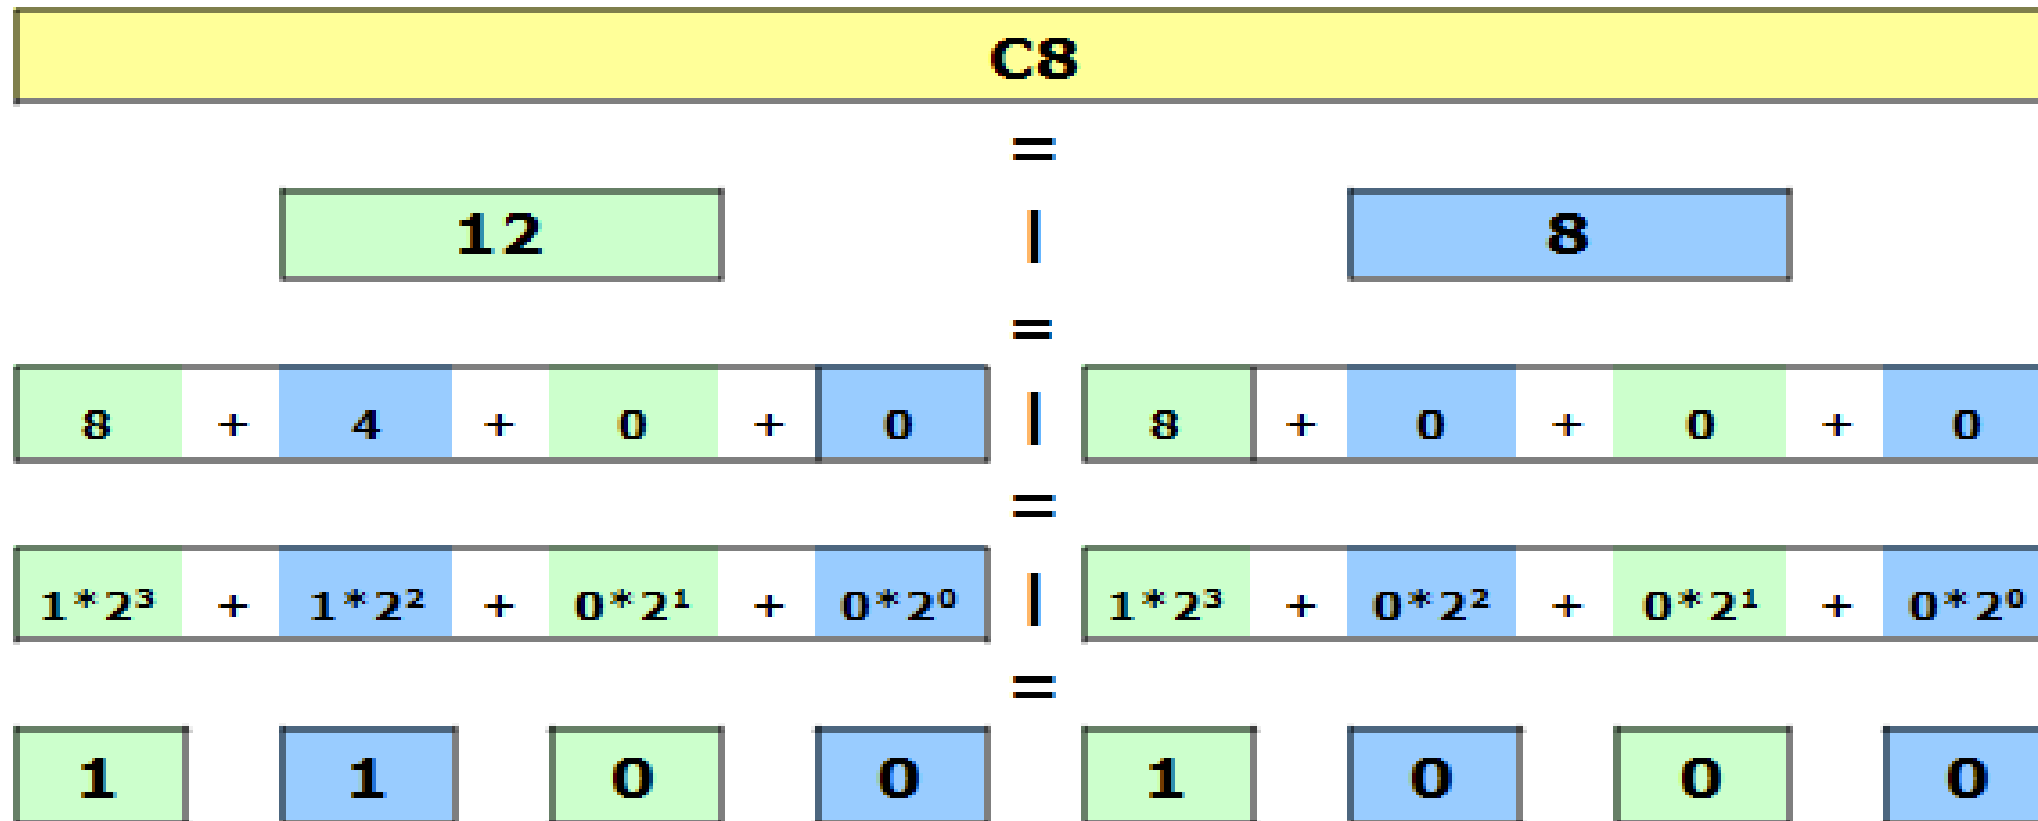 C8
=
12 | 8
=
8 + 4 + 0 + 0 | 8 + 0 + 0 + 0
=
1*2³ + 1*2² + 0*2¹ + 0*2⁰ | 1*2³ + 0*2² + 0*2¹ + 0*2⁰
=
1 1 0 0 1 0 0 0